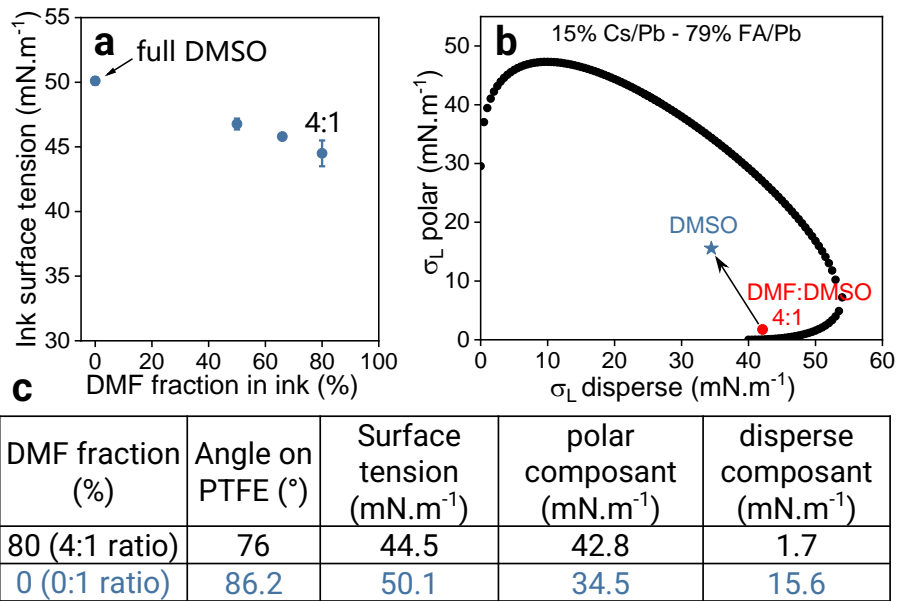 a
full DMSO
4:1
Ink surface tension (mN.m⁻¹)
55
50
45
40
35
30
0 20 40 60 80 100
DMF fraction in ink (%)
b
15% Cs/Pb - 79% FA/Pb
σL polar (mN.m⁻¹)
50
40
30
20
10
0
DMSO
DMF:DMSO
4:1
0 10 20 30 40 50 60
σL disperse (mN.m⁻¹)
c
DMF fraction (%) Angle on PTFE (°) Surface tension (mN.m⁻¹) polar composant (mN.m⁻¹) disperse composant (mN.m⁻¹)
80 (4:1 ratio) 76 44.5 42.8 1.7
0 (0:1 ratio) 86.2 50.1 34.5 15.6